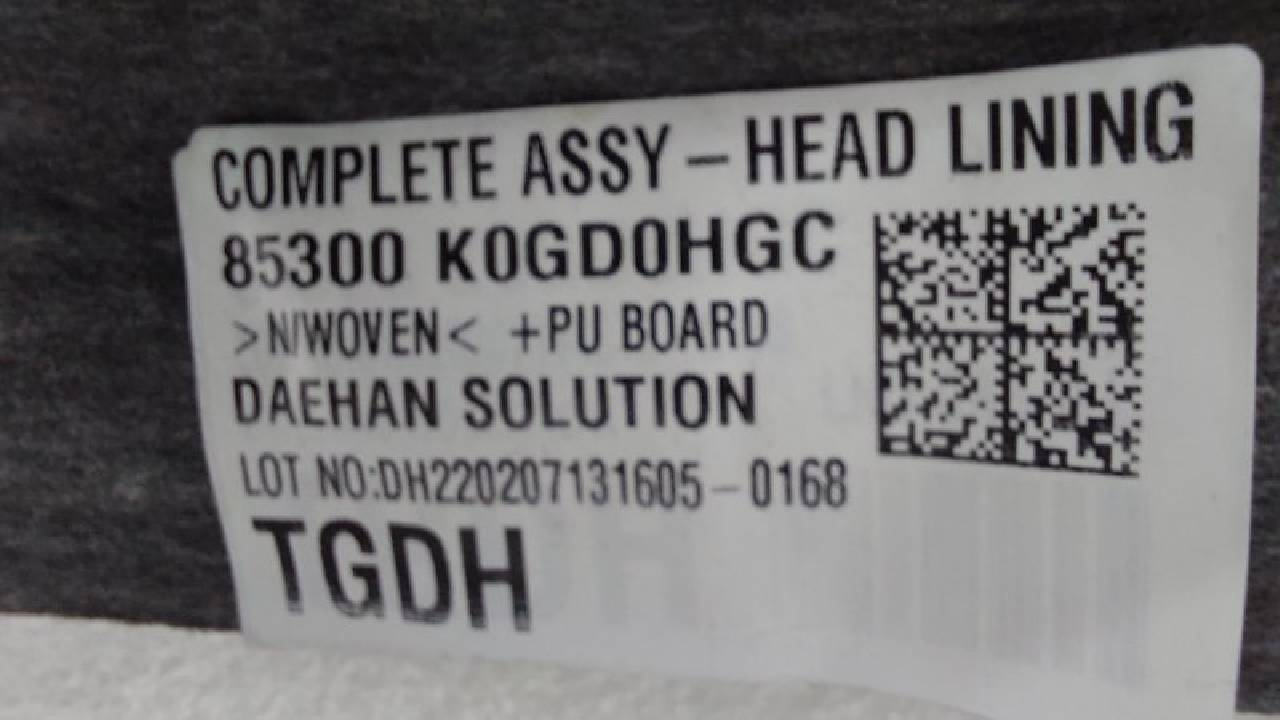 COMPLETE ASSY - HEAD LINING
85300 K0GD0HGC
>N/WOVEN< +PU BOARD
DAEHAN SOLUTION
LOT NO:DH220207131605-0168
TGDH